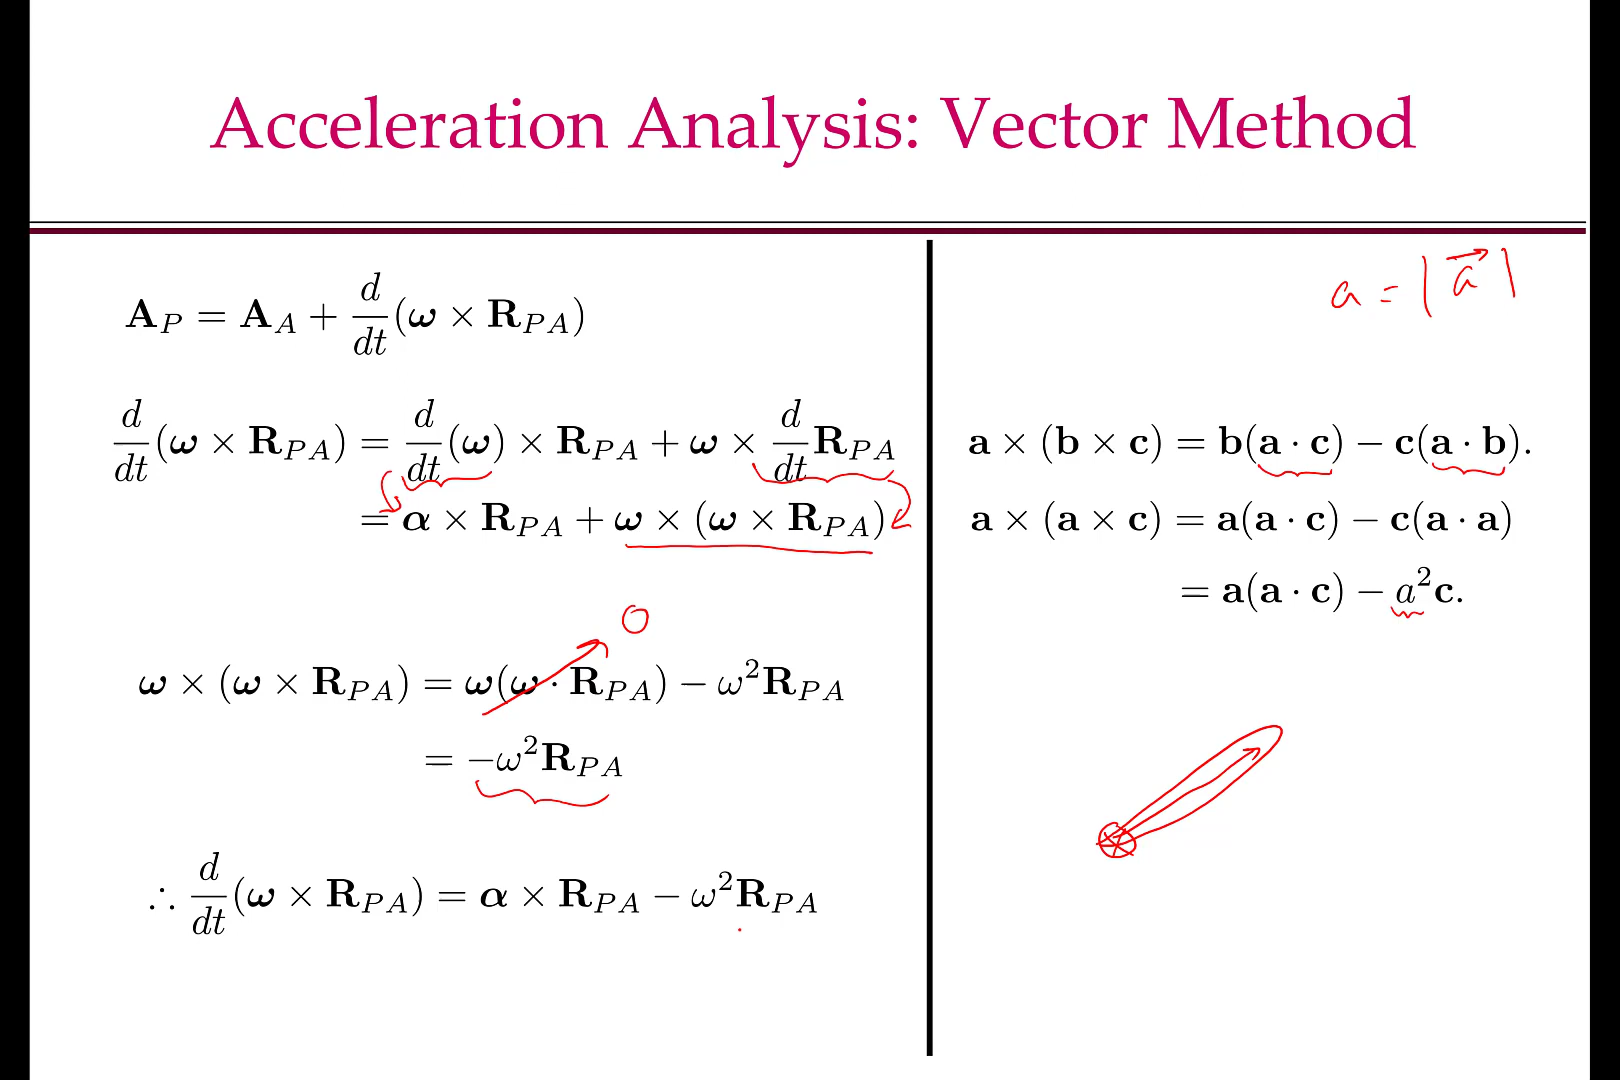 Acceleration Analysis: Vector Method
𝐀_P = 𝐀_A + d/dt(𝛚 × 𝐑_PA)
d/dt(𝛚 × 𝐑_PA) = d/dt(𝛚) × 𝐑_PA + 𝛚 × d/dt 𝐑_PA
= 𝛂 × 𝐑_PA + 𝛚 × (𝛚 × 𝐑_PA)
0
𝛚 × (𝛚 × 𝐑_PA) = 𝛚(𝛚 · 𝐑_PA) − ω²𝐑_PA
= −ω²𝐑_PA
∴ d/dt(𝛚 × 𝐑_PA) = 𝛂 × 𝐑_PA − ω²𝐑_PA
a = |a⃗|
𝐚 × (𝐛 × 𝐜) = 𝐛(𝐚 · 𝐜) − 𝐜(𝐚 · 𝐛).
𝐚 × (𝐚 × 𝐜) = 𝐚(𝐚 · 𝐜) − 𝐜(𝐚 · 𝐚)
= 𝐚(𝐚 · 𝐜) − a²𝐜.